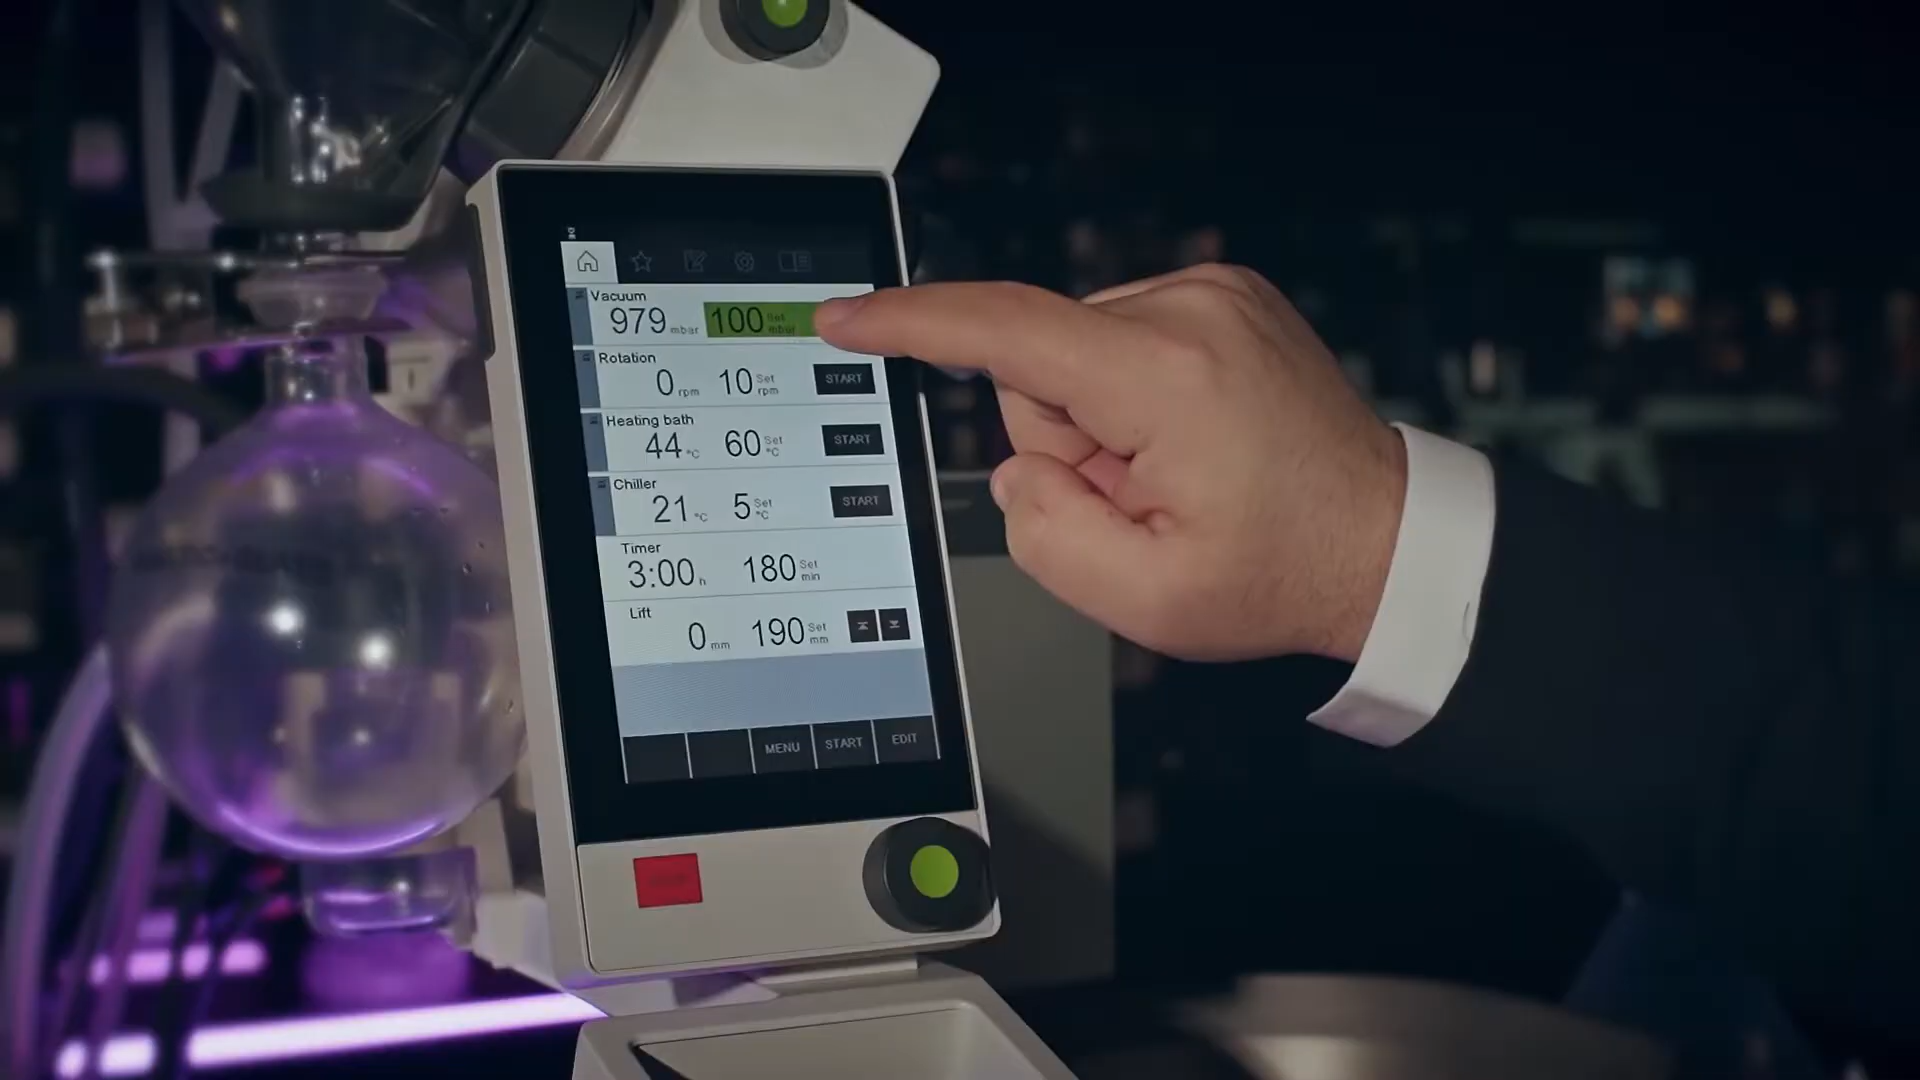 Vacuum
979 mbar 100 Set mbar
Rotation
0 rpm 10 Set rpm START
Heating bath
44 °C 60 Set °C START
Chiller
21 °C 5 Set °C START
Timer
3:00 h 180 Set min
Lift
0 mm 190 Set mm
MENU START EDIT